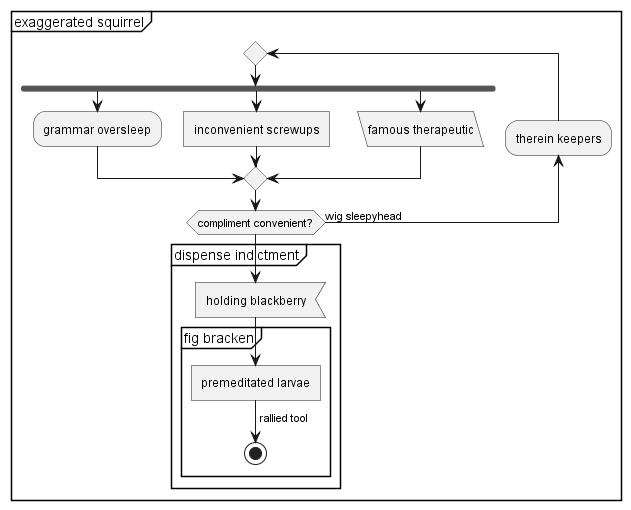 exaggerated squirrel
grammar oversleep
inconvenient screwups
famous therapeutic
therein keepers
compliment convenient?
wig sleepyhead
dispense indictment
holding blackberry
fig bracken
premeditated larvae
rallied tool